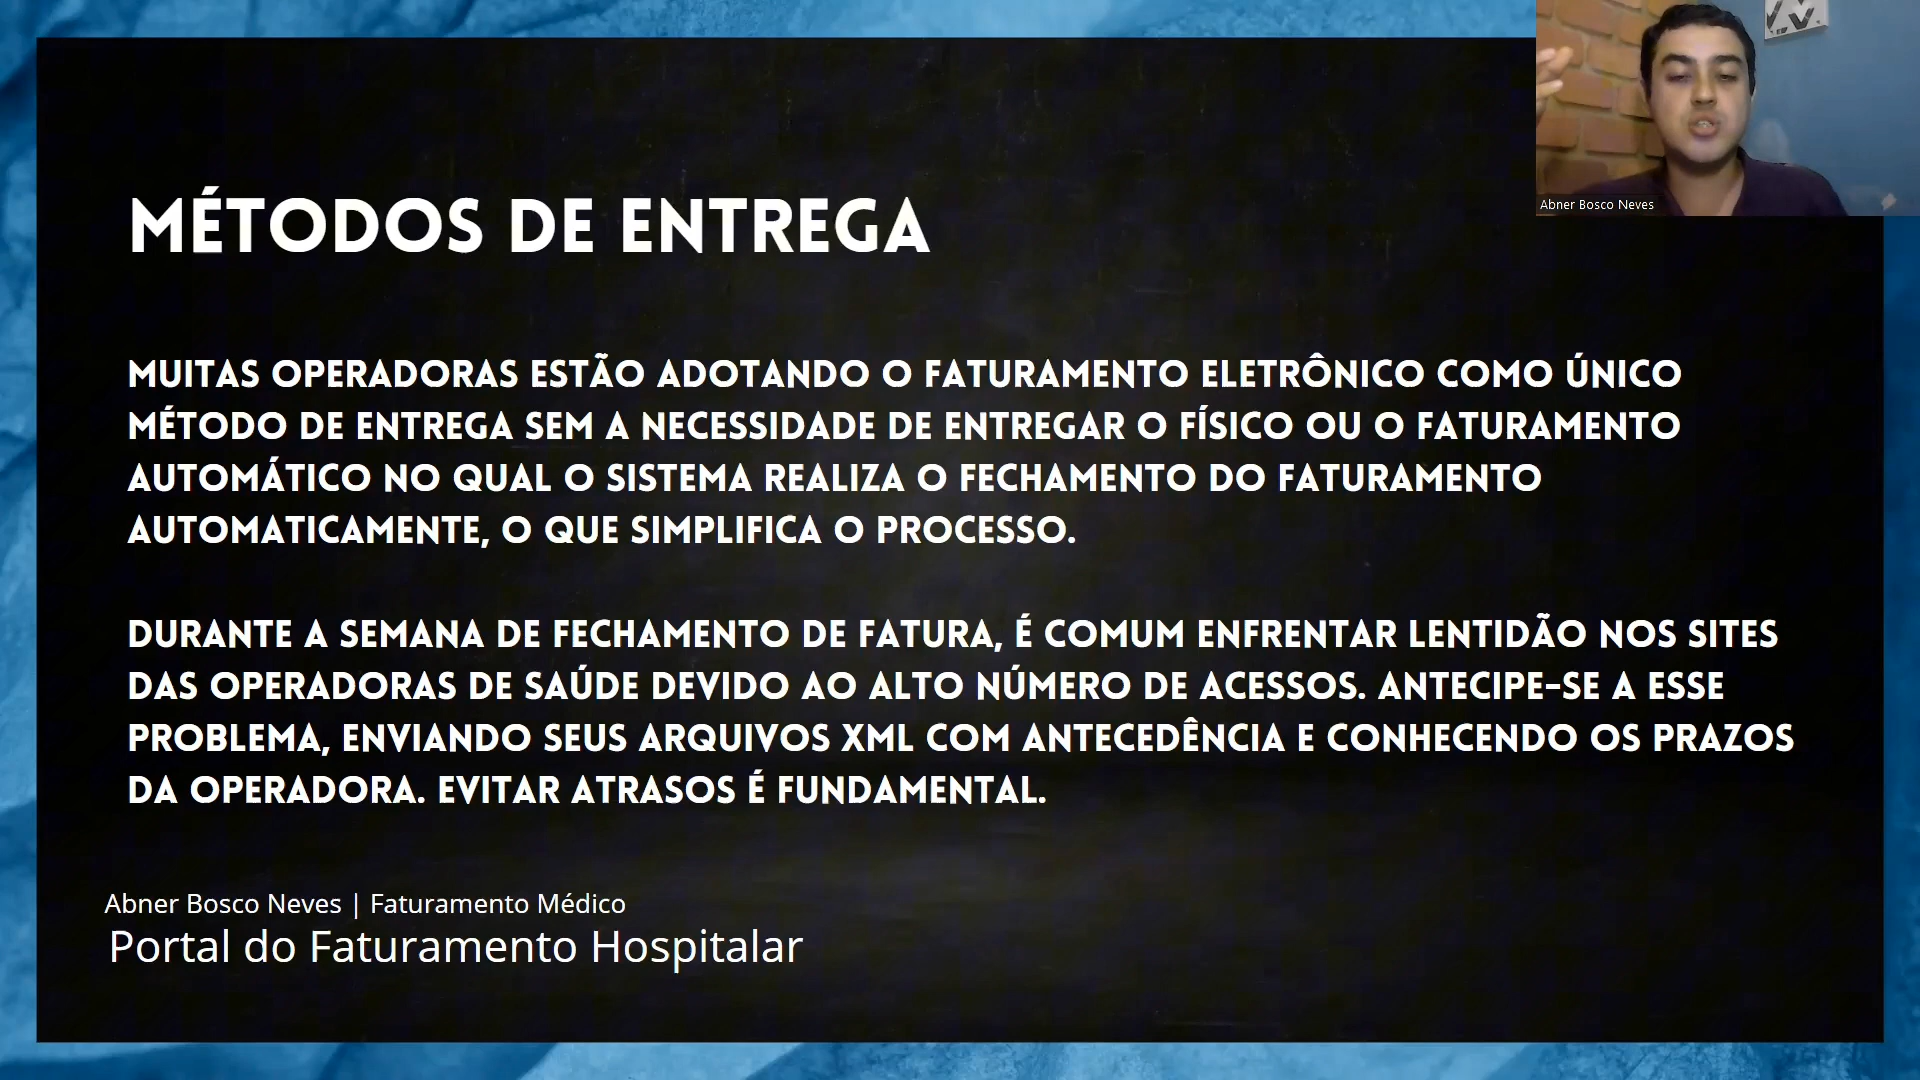 Abner Bosco Neves
MÉTODOS DE ENTREGA
MUITAS OPERADORAS ESTÃO ADOTANDO O FATURAMENTO ELETRÔNICO COMO ÚNICO
MÉTODO DE ENTREGA SEM A NECESSIDADE DE ENTREGAR O FÍSICO OU O FATURAMENTO
AUTOMÁTICO NO QUAL O SISTEMA REALIZA O FECHAMENTO DO FATURAMENTO
AUTOMATICAMENTE, O QUE SIMPLIFICA O PROCESSO.
DURANTE A SEMANA DE FECHAMENTO DE FATURA, É COMUM ENFRENTAR LENTIDÃO NOS SITES
DAS OPERADORAS DE SAÚDE DEVIDO AO ALTO NÚMERO DE ACESSOS. ANTECIPE-SE A ESSE
PROBLEMA, ENVIANDO SEUS ARQUIVOS XML COM ANTECEDÊNCIA E CONHECENDO OS PRAZOS
DA OPERADORA. EVITAR ATRASOS É FUNDAMENTAL.
Abner Bosco Neves | Faturamento Médico
Portal do Faturamento Hospitalar